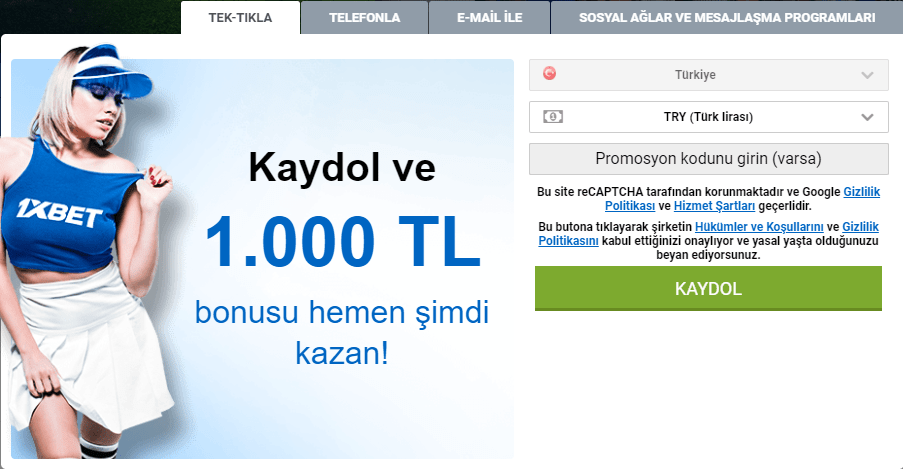 TEK-TIKLA
TELEFONLA
E-MAİL İLE
SOSYAL AĞLAR VE MESAJLAŞMA PROGRAMLARI
1XBET
Kaydol ve
1.000 TL
bonusu hemen şimdi
kazan!
Türkiye
TRY (Türk lirası)
Promosyon kodunu girin (varsa)
Bu site reCAPTCHA tarafından korunmaktadır ve Google Gizlilik
Politikası ve Hizmet Şartları geçerlidir.
Bu butona tıklayarak şirketin Hükümler ve Koşullarını ve Gizlilik
Politikasını kabul ettiğinizi onaylıyor ve yasal yaşta olduğunuzu
beyan ediyorsunuz.
KAYDOL